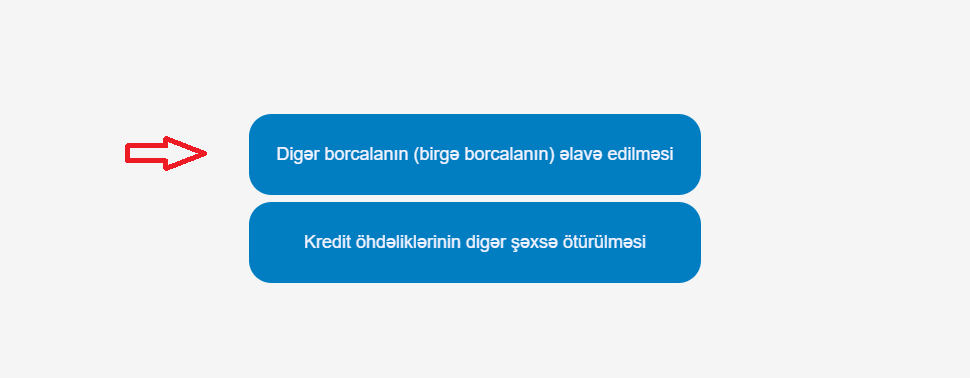 Digər borcalanın (birgə borcalanın) əlavə edilməsi
Kredit öhdəliklərinin digər şəxsə ötürülməsi